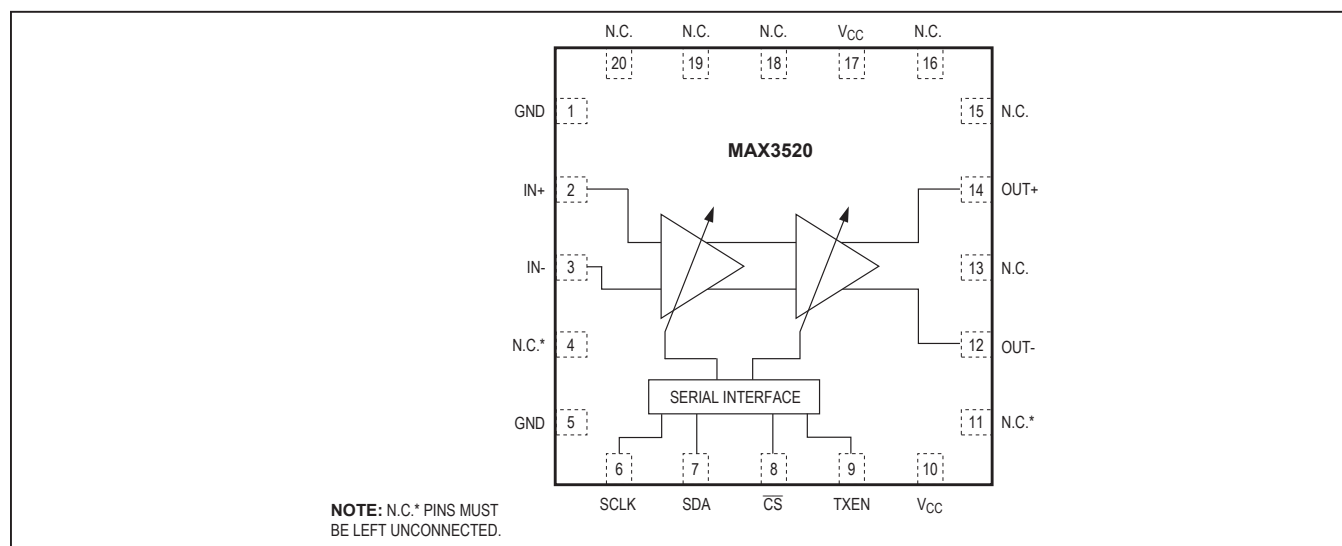 N.C. N.C. N.C. VCC N.C.
20 19 18 17 16
GND 1 15 N.C.
MAX3520
IN+ 2 14 OUT+
IN- 3 13 N.C.
N.C.* 4 12 OUT-
SERIAL INTERFACE
GND 5 11 N.C.*
6 7 8 9 10
SCLK SDA CS TXEN VCC
NOTE: N.C.* PINS MUST
BE LEFT UNCONNECTED.